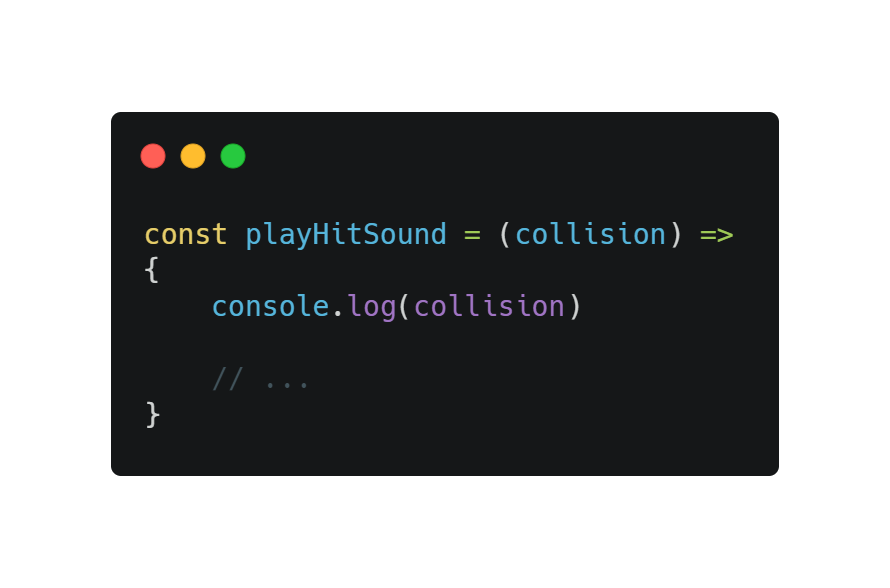 const playHitSound = (collision) =>
{
    console.log(collision)

    // ...
}